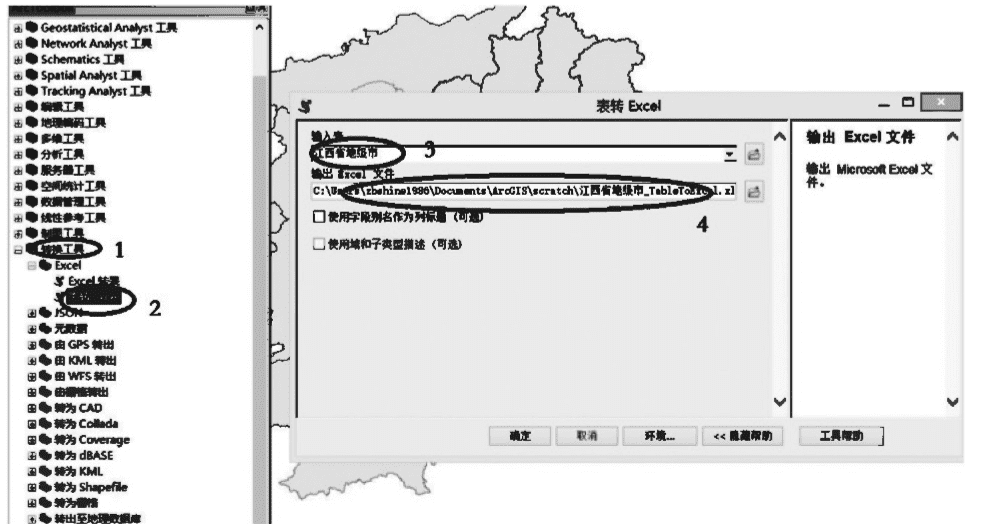 Geostatistical Analyst 工具
Network Analyst 工具
Schematics 工具
Spatial Analyst 工具
Tracking Analyst 工具
编辑工具
地理编码工具
多维工具
分析工具
服务器工具
空间统计工具
数据管理工具
线性参考工具
制图工具
转换工具
1
Excel
Excel 转表
2
JSON
元数据
由 GPS 转出
由 KML 转出
由 WFS 转出
由栅格转出
转为 CAD
转为 Collada
转为 Coverage
转为 dBASE
转为 KML
转为 Shapefile
转为栅格
转出至地理数据库
表转 Excel
输入表
江西省地级市
3
输出 Excel 文件
C:\Users\zbshine1986\Documents\ArcGIS\scratch\江西省地级市_TableToExcel.xl
4
使用字段别名作为列标题 (可选)
使用域和子类型描述 (可选)
确定
取消
环境...
<< 隐藏帮助
工具帮助
输出 Excel 文件
输出 Microsoft Excel 文
件。